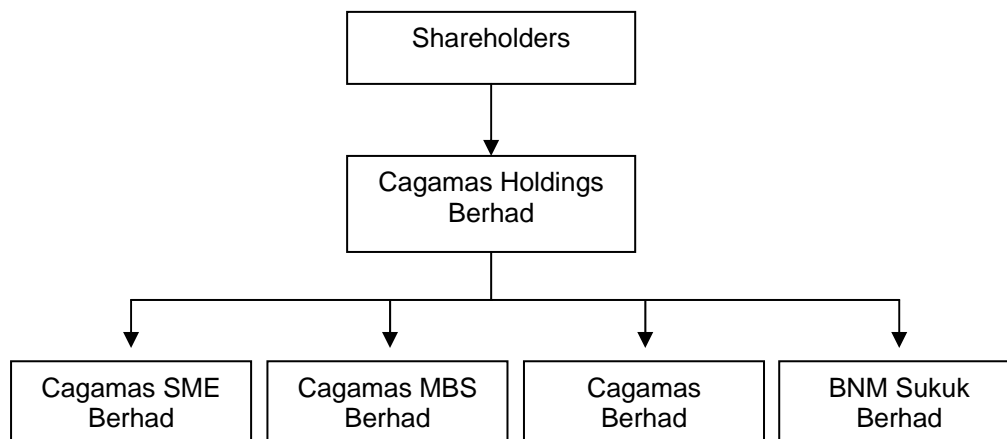 Shareholders
Cagamas Holdings
Berhad
Cagamas SME
Berhad
Cagamas MBS
Berhad
Cagamas
Berhad
BNM Sukuk
Berhad